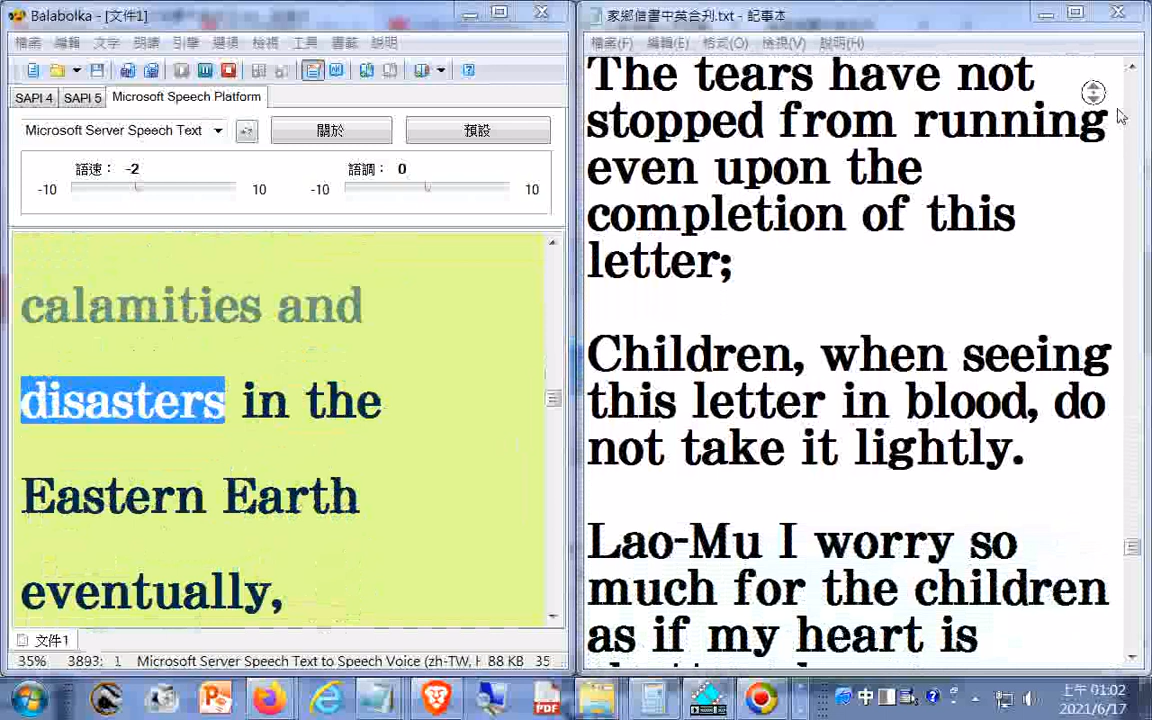 Balabolka - [文件1]
檔案 編輯 文字 朗讀 引擎 選項 檢視 工具 書籤 說明
SAPI 4 SAPI 5 Microsoft Speech Platform
Microsoft Server Speech Text
關於
預設
語速： -2
語調： 0
-10 10
-10 10
calamities and
disasters in the
Eastern Earth
eventually,
文件1
35% 3893: 1 Microsoft Server Speech Text to Speech Voice (zh-TW, H 88 KB 35
家鄉信書中英合刊.txt - 記事本
檔案(F) 編輯(E) 格式(O) 檢視(V) 說明(H)
The tears have not
stopped from running
even upon the
completion of this
letter;
Children, when seeing
this letter in blood, do
not take it lightly.
Lao-Mu I worry so
much for the children
as if my heart is
中
上午 01:02
2021/6/17